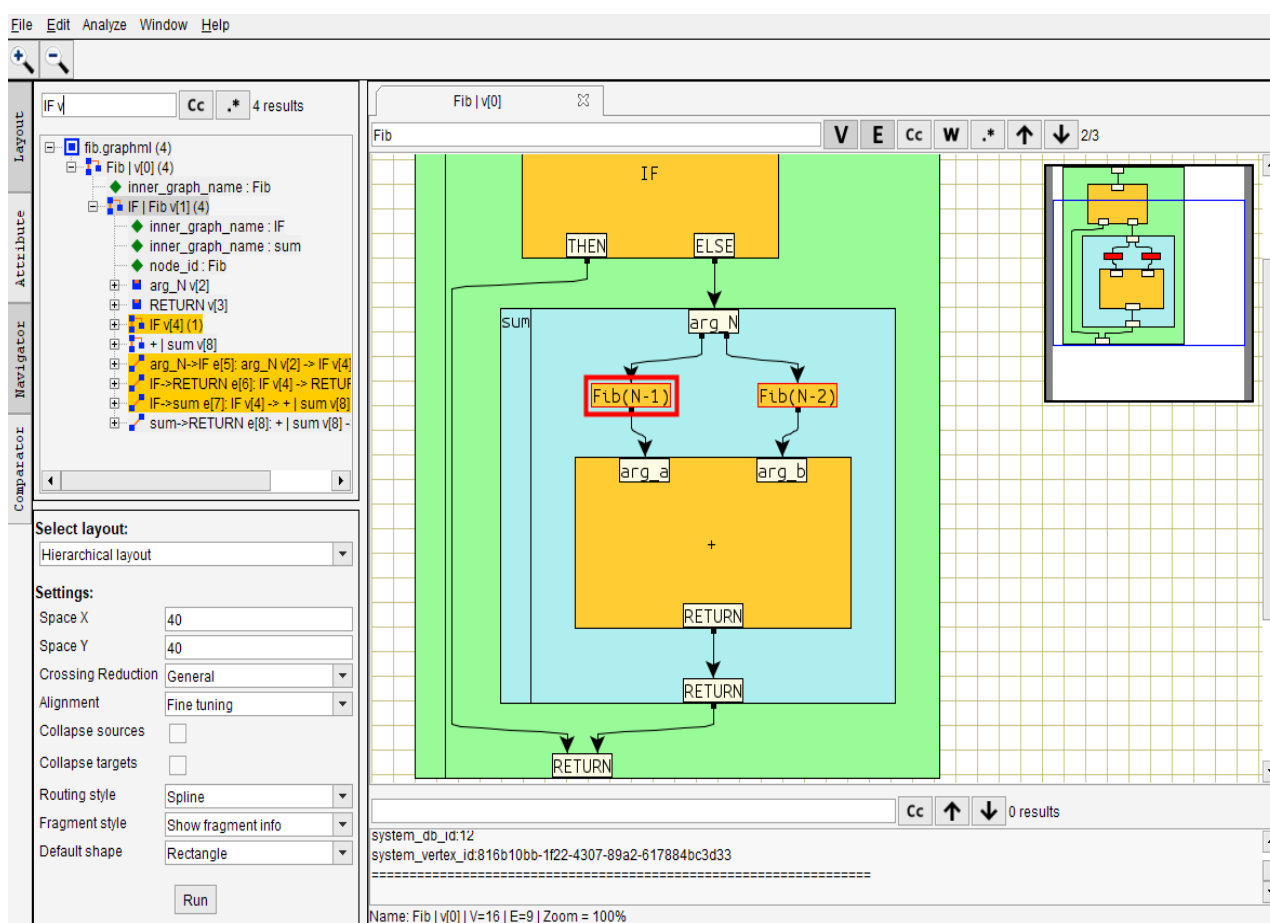 File Edit Analyze Window Help
Layout
Attribute
Navigator
Comparator
IF v Cc .* 4 results
fib.graphml (4)
Fib | v[0] (4)
inner_graph_name : Fib
IF | Fib v[1] (4)
inner_graph_name : IF
inner_graph_name : sum
node_id : Fib
arg_N v[2]
RETURN v[3]
IF v[4] (1)
+ | sum v[8]
arg_N->IF e[5]: arg_N v[2] -> IF v[4]
IF->RETURN e[6]: IF v[4] -> RETUR
IF->sum e[7]: IF v[4] -> + | sum v[8]
sum->RETURN e[8]: + | sum v[8] -
Select layout:
Hierarchical layout
Settings:
Space X 40
Space Y 40
Crossing Reduction General
Alignment Fine tuning
Collapse sources
Collapse targets
Routing style Spline
Fragment style Show fragment info
Default shape Rectangle
Run
Fib | v[0]
Fib V E Cc W .* 2/3
IF
THEN ELSE
sum arg_N
Fib(N-1) Fib(N-2)
arg_a arg_b
+
RETURN
RETURN
RETURN
Cc 0 results
system_db_id:12
system_vertex_id:816b10bb-1f22-4307-89a2-617884bc3d33
====================================================================
Name: Fib | v[0] | V=16 | E=9 | Zoom = 100%